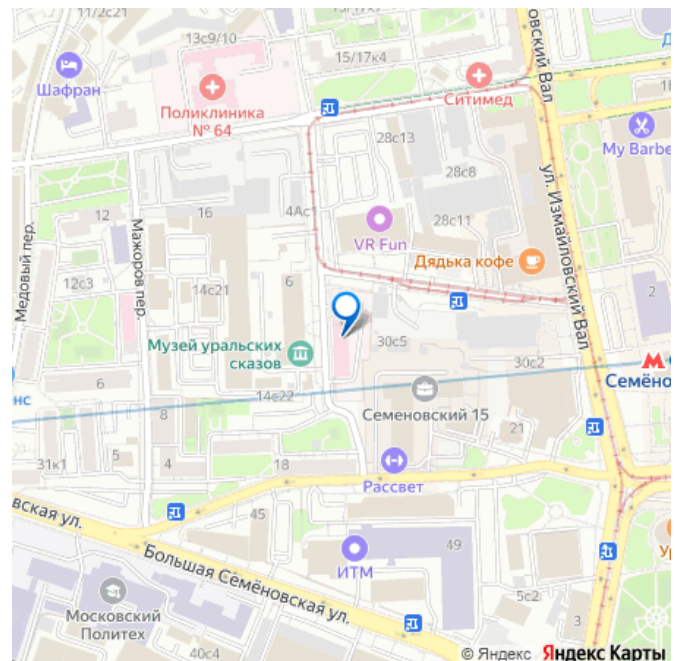 11/2с21
13с9/10
15/17к4
Шафран
Поликлиника
№ 64
Ситимед
28с13
My Barbe
28с8
12
16
4Ас1
28с11
VR Fun
Дядька кофе
ул. Измайловский Вал
овский Вал
Медовый пер.
Мажоров пер.
12с3
14с21
6
2
Музей уральских
сказов
30с5
30с2
Семёно
нс
6
14с22
Семеновский 15
8
21
31к1
5
4
18
Рассвет
вская ул.
45
Большая Семёновская ул.
ИТМ
49
Московский
Политех
5с2
3
40с4
© Яндекс Яндекс Карты